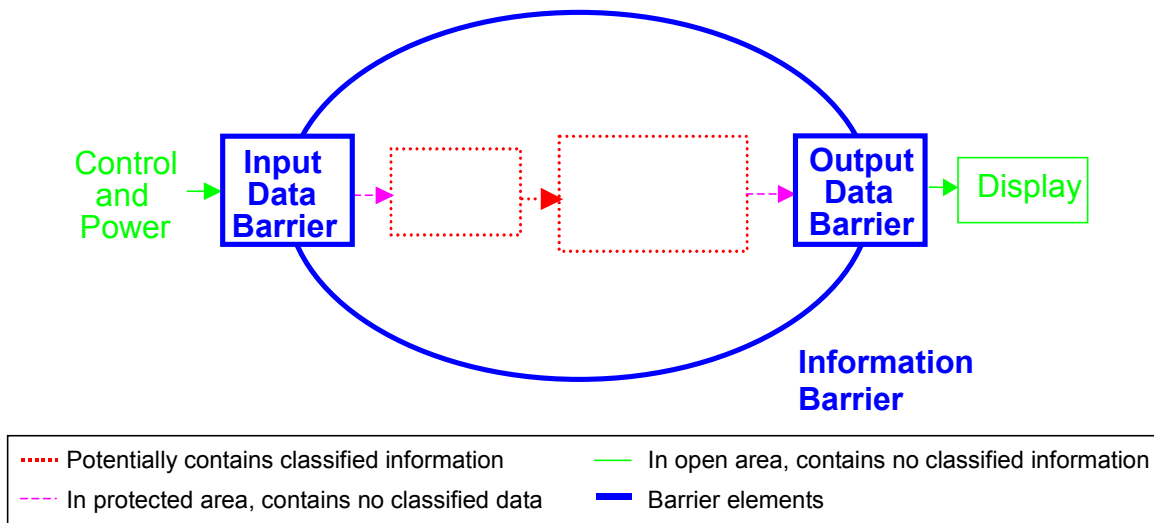 Control
and
Power
Input
Data
Barrier
Output
Data
Barrier
Display
Information
Barrier
Potentially contains classified information
In open area, contains no classified information
In protected area, contains no classified data
Barrier elements